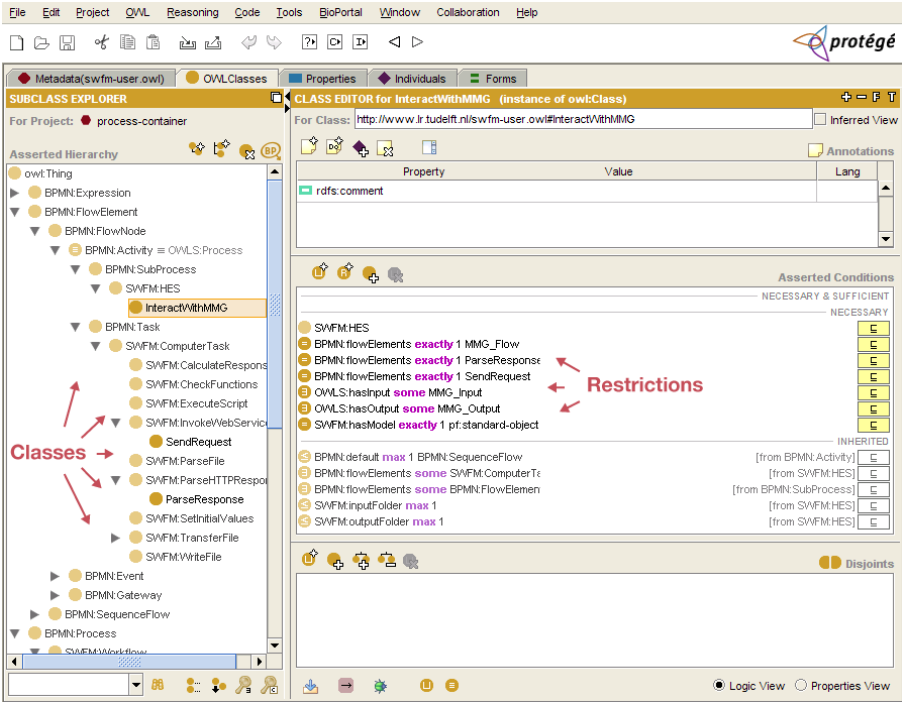 File Edit Project OWL Reasoning Code Tools BioPortal Window Collaboration Help
protégé
Metadata(swfm-user.owl) OWLClasses Properties Individuals Forms
SUBCLASS EXPLORER
For Project: process-container
Asserted Hierarchy
owl:Thing
BPMN:Expression
BPMN:FlowElement
BPMN:FlowNode
BPMN:Activity ≡ OWLS:Process
BPMN:SubProcess
SWFM:HES
InteractWithMMG
BPMN:Task
SWFM:ComputerTask
SWFM:CalculateRespons
SWFM:CheckFunctions
SWFM:ExecuteScript
SWFM:InvokeWebService
SendRequest
SWFM:ParseFile
SWFM:ParseHTTPRespor
ParseResponse
SWFM:SetInitialValues
SWFM:TransferFile
SWFM:WriteFile
BPMN:Event
BPMN:Gateway
BPMN:SequenceFlow
BPMN:Process
SWFM:Workflow
Classes
CLASS EDITOR for InteractWithMMG (instance of owl:Class)
For Class: http://www.lr.tudelft.nl/swfm-user.owl#InteractWithMMG Inferred View
Annotations
Property Value Lang
rdfs:comment
Asserted Conditions
NECESSARY & SUFFICIENT
NECESSARY
SWFM:HES
BPMN:flowElements exactly 1 MMG_Flow
BPMN:flowElements exactly 1 ParseResponse
BPMN:flowElements exactly 1 SendRequest
OWLS:hasInput some MMG_Input
OWLS:hasOutput some MMG_Output
SWFM:hasModel exactly 1 pf:standard-object
Restrictions
INHERITED
BPMN:default max 1 BPMN:SequenceFlow [from BPMN:Activity]
BPMN:flowElements some SWFM:ComputerTa [from SWFM:HES]
BPMN:flowElements some BPMN:FlowElemen [from BPMN:SubProcess]
SWFM:inputFolder max 1 [from SWFM:HES]
SWFM:outputFolder max 1 [from SWFM:HES]
Disjoints
Logic View Properties View